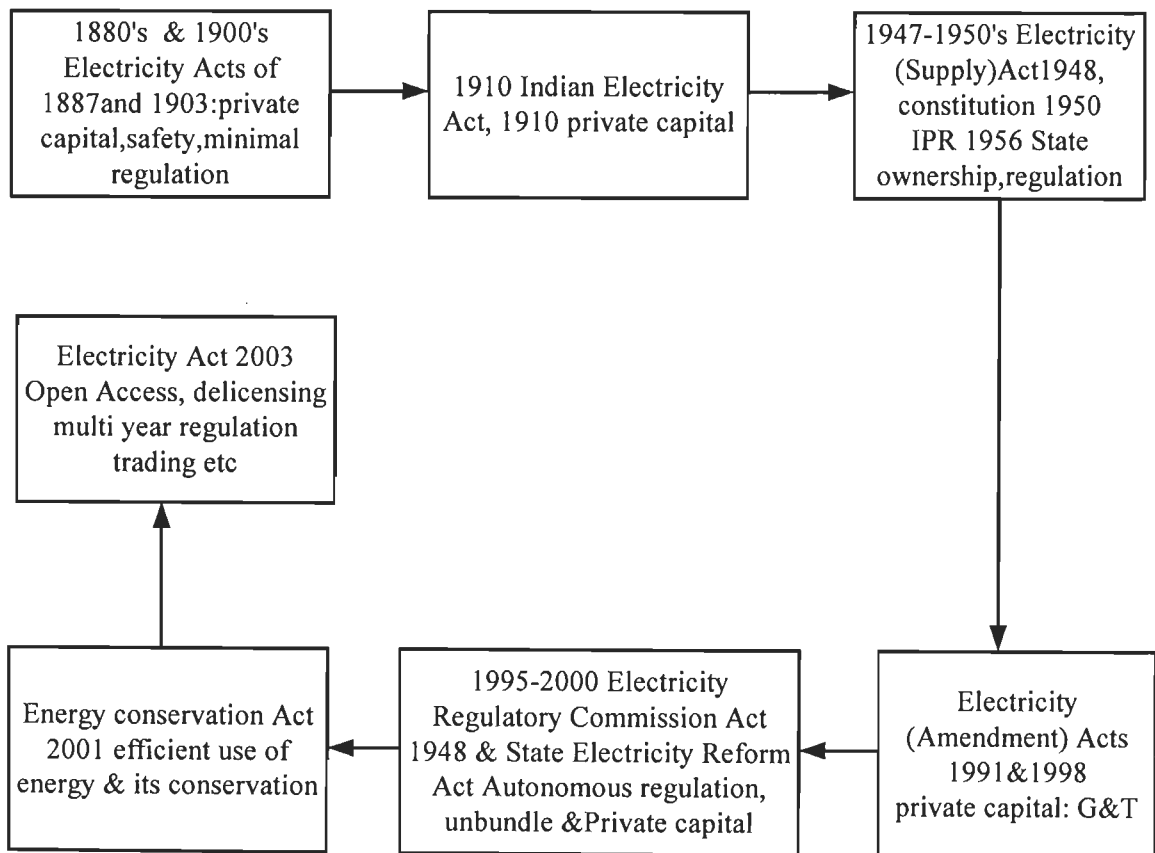 1880's & 1900's
Electricity Acts of
1887and 1903:private
capital,safety,minimal
regulation
1910 Indian Electricity
Act, 1910 private capital
1947-1950's Electricity
(Supply)Act1948,
constitution 1950
IPR 1956 State
ownership,regulation
Electricity
(Amendment) Acts
1991&1998
private capital: G&T
1995-2000 Electricity
Regulatory Commission Act
1948 & State Electricity Reform
Act Autonomous regulation,
unbundle &Private capital
Energy conservation Act
2001 efficient use of
energy & its conservation
Electricity Act 2003
Open Access, delicensing
multi year regulation
trading etc